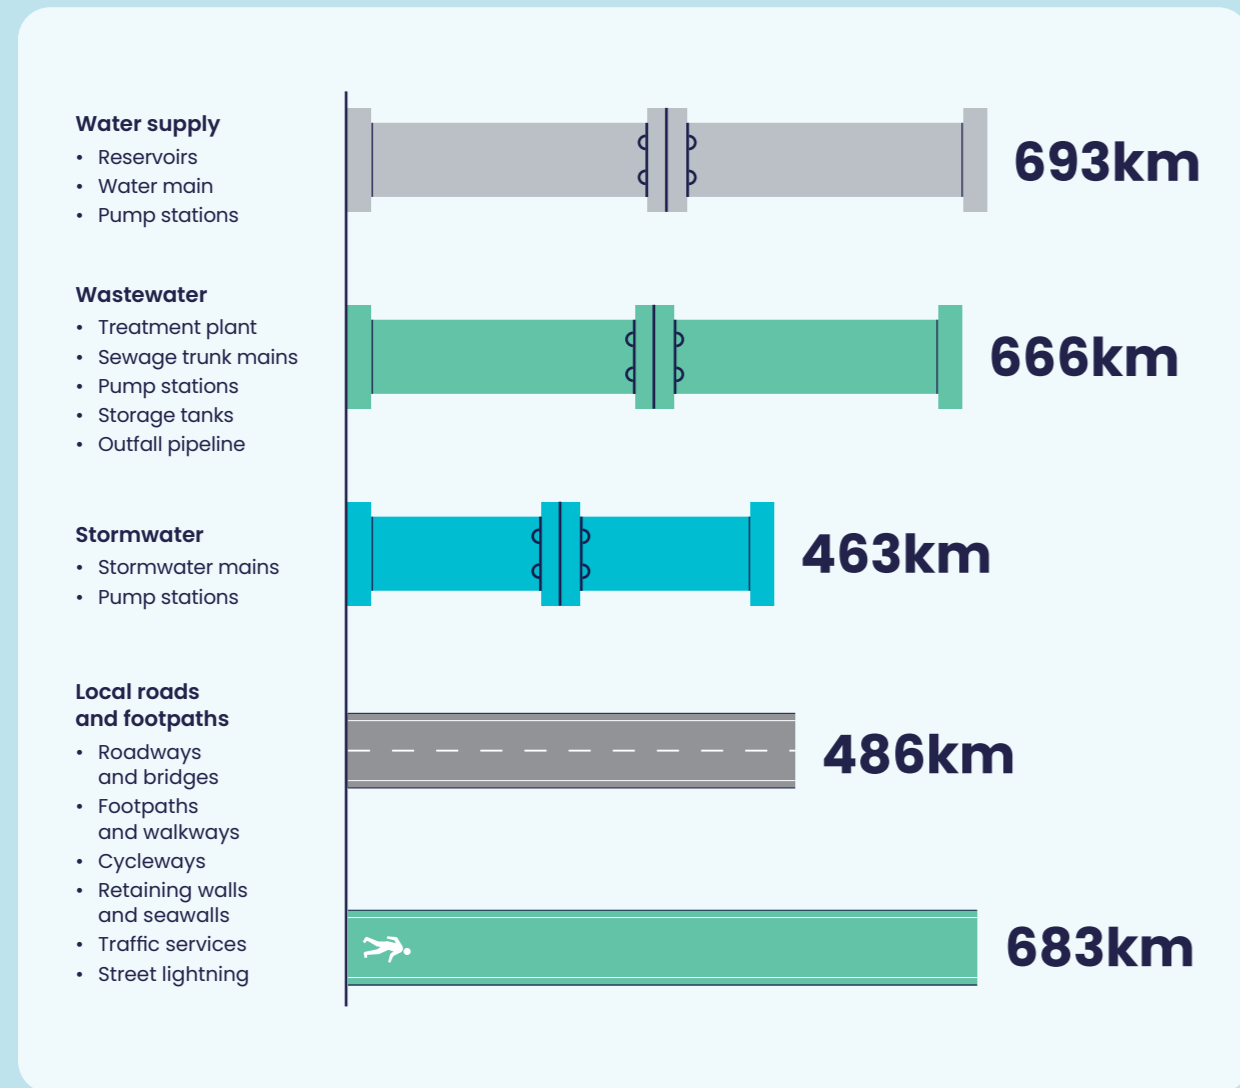 Water supply
• Reservoirs
• Water main
• Pump stations
693km
Wastewater
• Treatment plant
• Sewage trunk mains
• Pump stations
• Storage tanks
• Outfall pipeline
666km
Stormwater
• Stormwater mains
• Pump stations
463km
Local roads
and footpaths
• Roadways
and bridges
• Footpaths
and walkways
• Cycleways
• Retaining walls
and seawalls
• Traffic services
• Street lightning
486km
683km